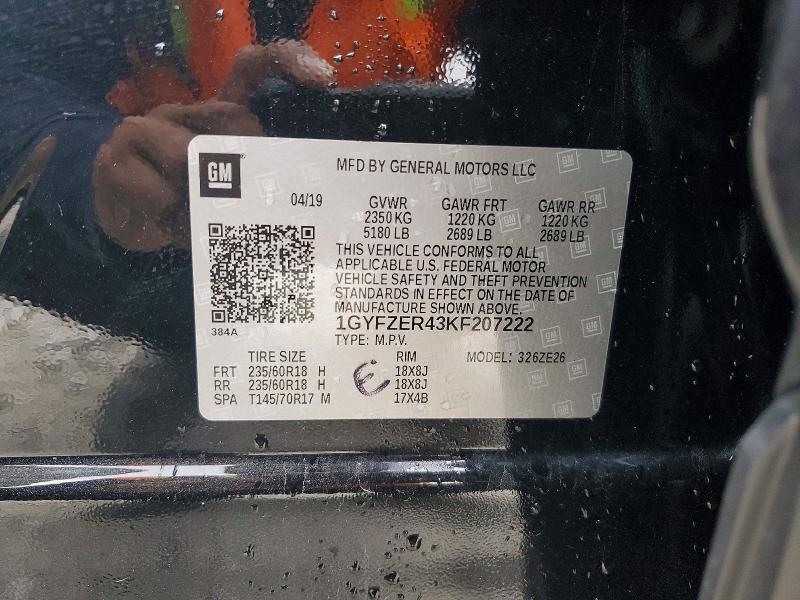 GM
MFD BY GENERAL MOTORS LLC
04/19 GVWR GAWR FRT GAWR RR
2350 KG 1220 KG 1220 KG
5180 LB 2689 LB 2689 LB
THIS VEHICLE CONFORMS TO ALL
APPLICABLE U.S. FEDERAL MOTOR
VEHICLE SAFETY AND THEFT PREVENTION
STANDARDS IN EFFECT ON THE DATE OF
MANUFACTURE SHOWN ABOVE.
384A
1GYFZER43KF207222
TYPE: M.P.V.
TIRE SIZE RIM MODEL: 326ZE26
FRT 235/60R18 H 18X8J
RR 235/60R18 H 18X8J
SPA T145/70R17 M 17X4B